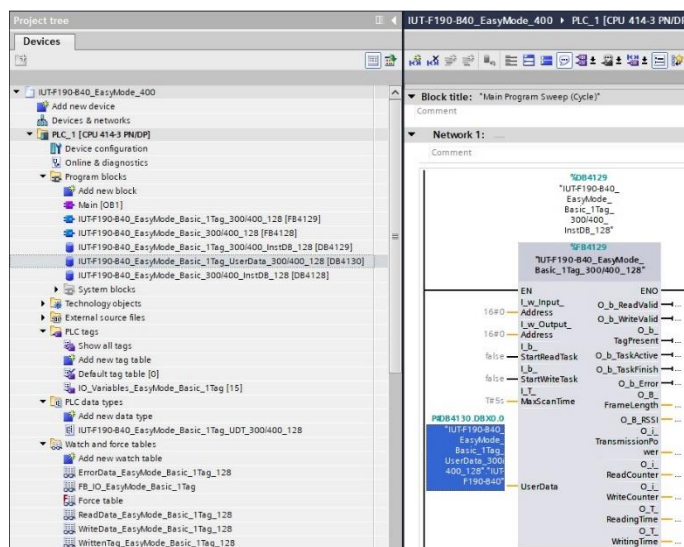 Project tree
Devices
IUT-F190-B40_EasyMode_400
Add new device
Devices & networks
PLC_1 [CPU 414-3 PN/DP]
Device configuration
Online & diagnostics
Program blocks
Add new block
Main [OB1]
IUT-F190-B40_EasyMode_Basic_1Tag_300/400_128 [FB4129]
IUT-F190-B40_EasyMode_Basic_300/400_128 [FB4128]
IUT-F190-B40_EasyMode_Basic_1Tag_300/400_InstDB_128 [DB4129]
IUT-F190-B40_EasyMode_Basic_1Tag_UserData_300/400_128 [DB4130]
IUT-F190-B40_EasyMode_Basic_300/400_InstDB_128 [DB4128]
System blocks
Technology objects
External source files
PLC tags
Show all tags
Add new tag table
Default tag table [0]
IO_Variables_EasyMode_Basic_1Tag [15]
PLC data types
Add new data type
IUT-F190-B40_EasyMode_Basic_1Tag_UDT_300/400_128
Watch and force tables
Add new watch table
ErrorData_EasyMode_Basic_1Tag_128
FB_IO_EasyMode_Basic_1Tag
Force table
ReadData_EasyMode_Basic_1Tag_128
WriteData_EasyMode_Basic_1Tag_128
WrittenTag_EasyMode_Basic_1Tag_128
IUT-F190-B40_EasyMode_400 ▸ PLC_1 [CPU 414-3 PN/DP
Block title: "Main Program Sweep (Cycle)"
Comment
Network 1: ....
Comment
%DB4129
"IUT-F190-B40_
EasyMode_
Basic_1Tag_
300/400_
InstDB_128"
%FB4129
"IUT-F190-B40_EasyMode_
Basic_1Tag_300/400_128"
EN
I_w_Input_
16#0 Address
I_w_Output_
16#0 Address
I_b_
false StartReadTask
I_b_
false StartWriteTask
I_T_
T#5s MaxScanTime
P#DB4130.DBX0.0
"IUT-F190-B40_
EasyMode_
Basic_1Tag_
UserData_300/
400_128"."IUT-
F190-B40"
UserData
ENO
O_b_ReadValid
O_b_WriteValid
O_b_
TagPresent
O_b_TaskActive
O_b_TaskFinish
O_b_Error
O_B_
FrameLength
O_B_RSSI
O_i_
TransmissionPo
wer
O_i_
ReadCounter
O_i_
WriteCounter
O_T_
ReadingTime
O_T_
WritingTime